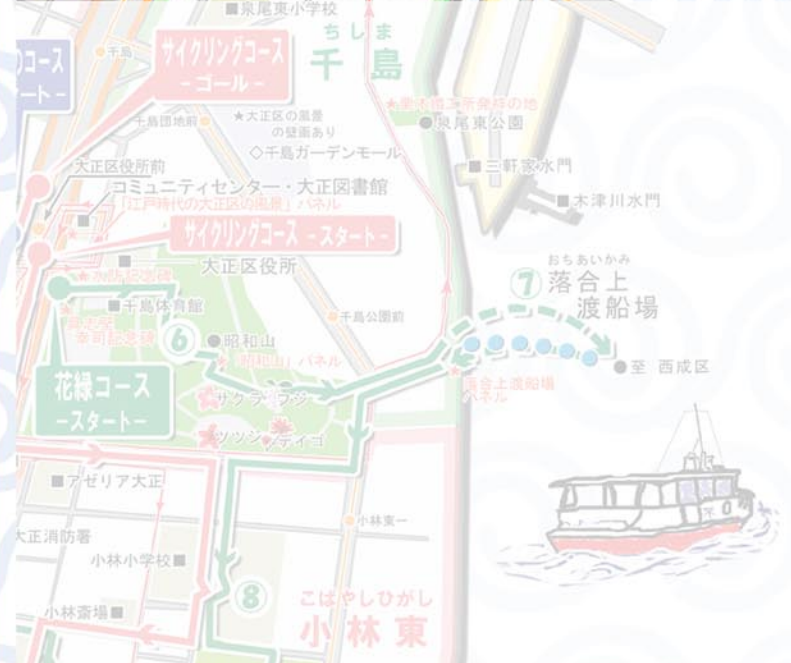 ■泉尾東小学校
ちしま
千島
コース
ート－
○千島
サイクリングコース
－ゴール－
★大正区の風景
の壁画あり
千島団地前○
◇千島ガーデンモール
●泉尾東公園
■三軒家水門
■木津川水門
大正区役所前
コミュニティセンター・大正図書館
■
「江戸時代の大正区の風景」パネル
サイクリングコース －スタート－
■
大正区役所
■千島体育館
幸司記念碑
⑥
●昭和山
★「昭和山」パネル
○千島公園前
⑦
おちあいかみ
落合上
渡船場
●至 西成区
★落合上渡船場
パネル
花緑コース
－スタート－
サクラ フジ
ツツジ デイゴ
■アゼリア大正
大正消防署
小林小学校■
○小林東一
小林斎場■
⑧
こばやしひがし
小林東